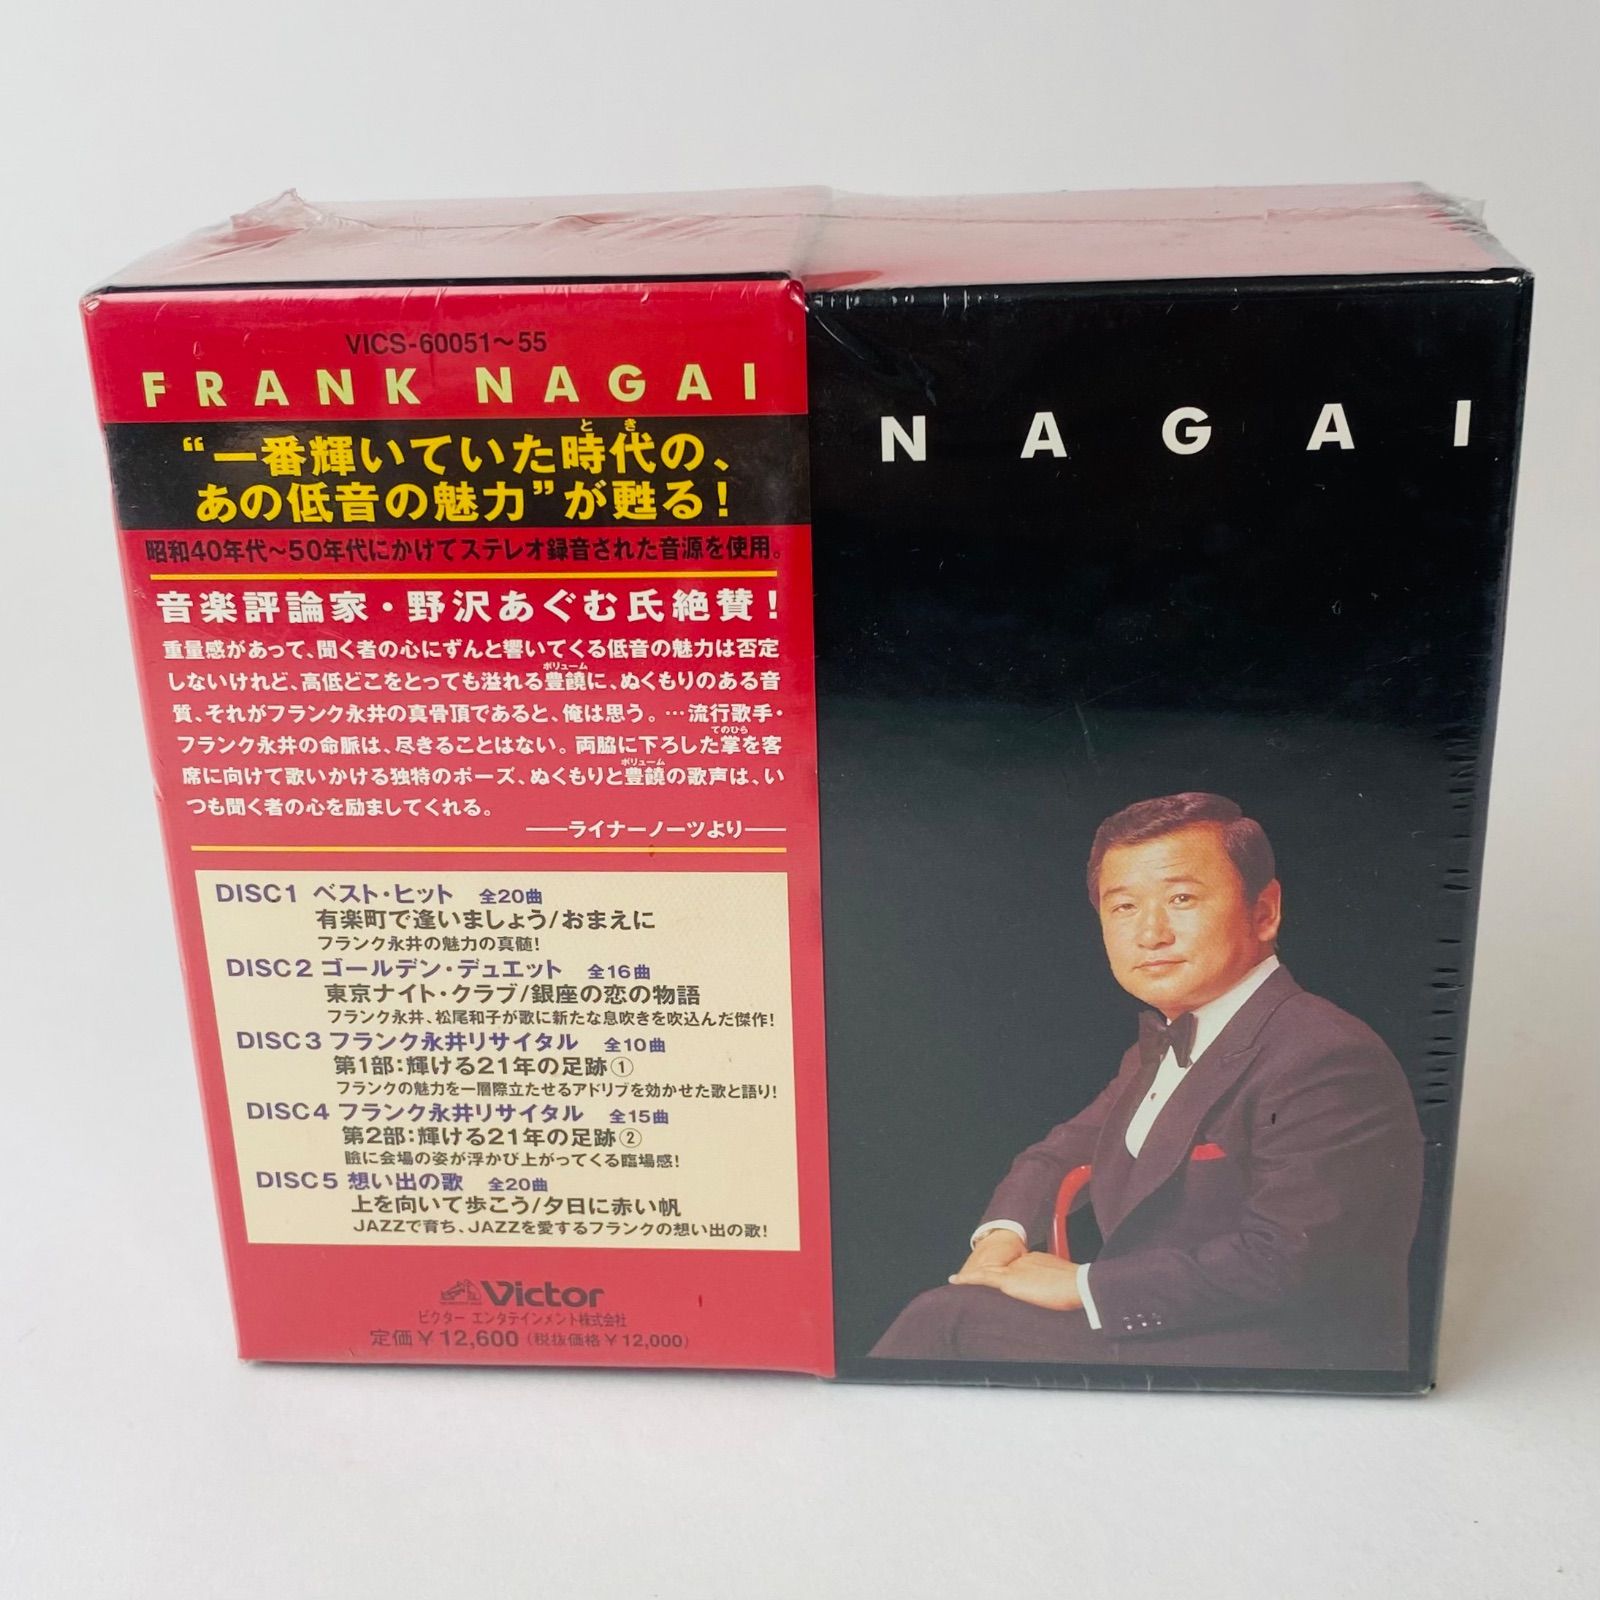 VICS-60051〜55
FRANK NAGAI
とき
“一番輝いていた時代の、
あの低音の魅力”が甦る!
昭和40年代〜50年代にかけてステレオ録音された音源を使用。
音楽評論家・野沢あぐむ氏絶賛!
重量感があって、聞く者の心にずんと響いてくる低音の魅力は否定
ボリューム
しないけれど、高低どこをとっても溢れる豊饒に、ぬくもりのある音
質、それがフランク永井の真骨頂であると、俺は思う。…流行歌手・
てのひら
フランク永井の命脈は、尽きることはない。両脇に下ろした掌を客
ボリューム
席に向けて歌いかける独特のポーズ、ぬくもりと豊饒の歌声は、い
つも聞く者の心を励ましてくれる。
――ライナーノーツより――
DISC1 ベスト・ヒット 全20曲
有楽町で逢いましょう/おまえに
フランク永井の魅力の真髄!
DISC2 ゴールデン・デュエット 全16曲
東京ナイト・クラブ/銀座の恋の物語
フランク永井、松尾和子が歌に新たな息吹きを吹込んだ傑作!
DISC3 フランク永井リサイタル 全10曲
第1部:輝ける21年の足跡①
フランクの魅力を一層際立たせるアドリブを効かせた歌と語り!
DISC4 フランク永井リサイタル 全15曲
第2部:輝ける21年の足跡②
瞼に会場の姿が浮かび上がってくる臨場感!
DISC5 想い出の歌 全20曲
上を向いて歩こう/夕日に赤い帆
JAZZで育ち、JAZZを愛するフランクの想い出の歌!
Victor
ビクター エンタテインメント株式会社
定価¥12,600(税抜価格¥12,000)
NAGAI